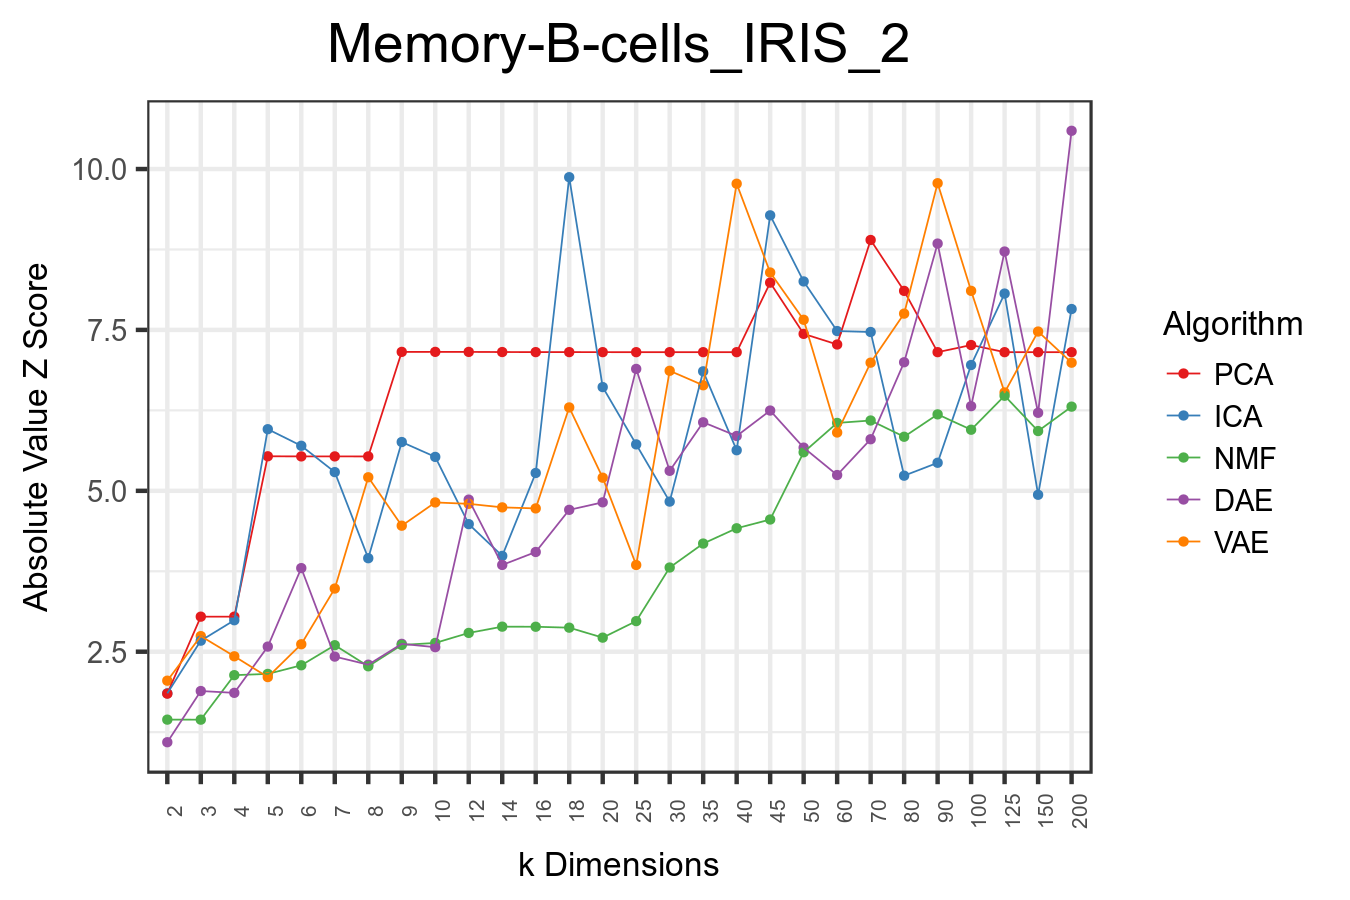 Memory-B-cells_IRIS_2
Absolute Value Z Score
10.0
7.5
5.0
2.5
2 3 4 5 6 7 8 9 10 12 14 16 18 20 25 30 35 40 45 50 60 70 80 90 100 125 150 200
k Dimensions
Algorithm
PCA
ICA
NMF
DAE
VAE